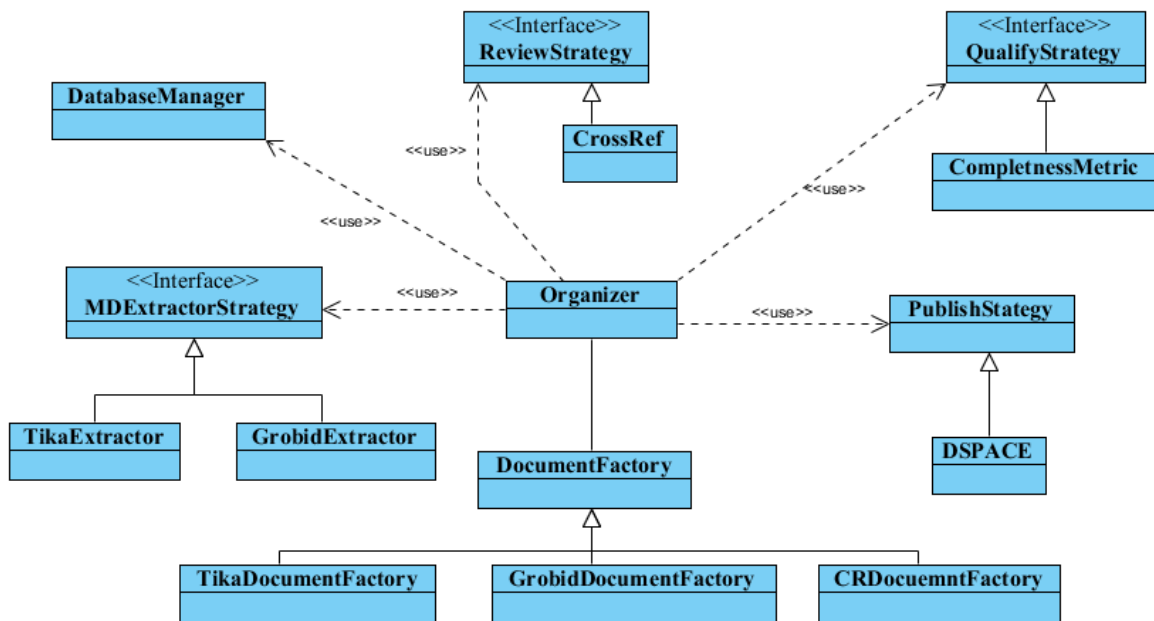 <<Interface>>
ReviewStrategy
<<Interface>>
QualifyStrategy
DatabaseManager
CrossRef
<<use>>
CompletnessMetric
<<use>>
<<use>>
<<Interface>>
MDExtractorStrategy
<<use>>
Organizer
<<use>>
PublishStategy
TikaExtractor
GrobidExtractor
DocumentFactory
DSPACE
TikaDocumentFactory
GrobidDocumentFactory
CRDocuemntFactory